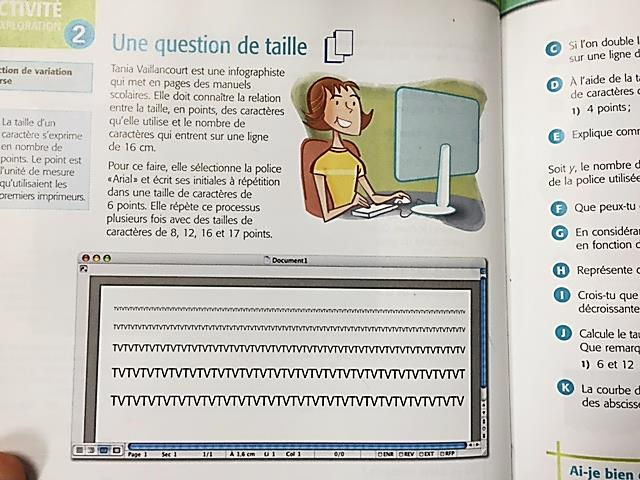 CTIVITÉ
XPLORATION
2
Une question de taille
ction de variation
rse
La taille d'un
caractère s'exprime
en nombre de
points. Le point est
l'unité de mesure
qu'utilisaient les
premiers imprimeurs.
Tania Vaillancourt est une infographiste
qui met en pages des manuels
scolaires. Elle doit connaître la relation
entre la taille, en points, des caractères
qu'elle utilise et le nombre de
caractères qui entrent sur une ligne
de 16 cm.
Pour ce faire, elle sélectionne la police
«Arial» et écrit ses initiales à répétition
dans une taille de caractères de
6 points. Elle répète ce processus
plusieurs fois avec des tailles de
caractères de 8, 12, 16 et 17 points.
Document1
Page 1 Sec 1 1/1 À 1,6 cm Li 1 Col 1 0/0 ENR REV EXT RFP
C Si l'on double l
sur une ligne d
D À l'aide de la ta
de caractères
1) 4 points;
E Explique comm
Soit y, le nombre d
de la police utilisée
F Que peux-tu
G En considéra
en fonction d
H Représente
I Crois-tu que
décroissante
J Calcule le tau
Que remarq
1) 6 et 12
K La courbe d
des abscisse
Ai-je bien